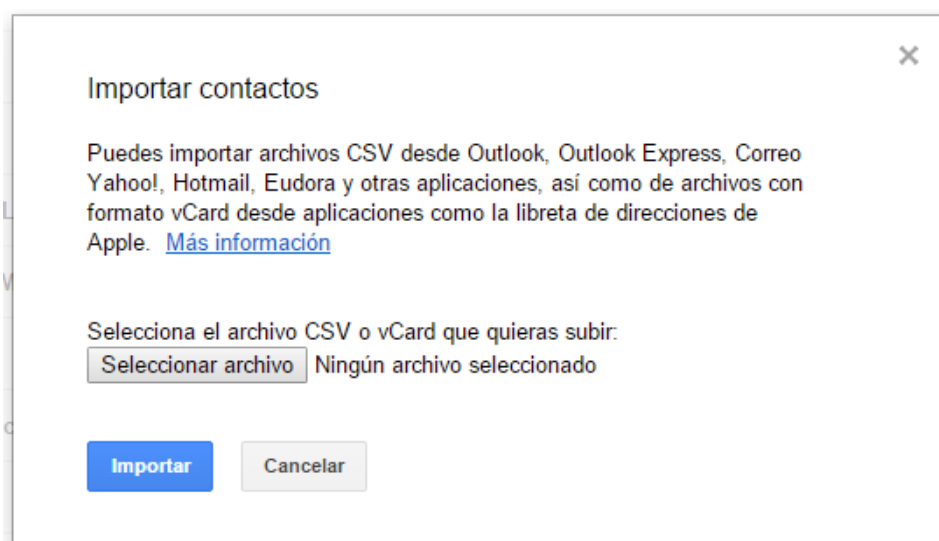 Importar contactos
Puedes importar archivos CSV desde Outlook, Outlook Express, Correo
Yahoo!, Hotmail, Eudora y otras aplicaciones, así como de archivos con
formato vCard desde aplicaciones como la libreta de direcciones de
Apple. Más información
Selecciona el archivo CSV o vCard que quieras subir:
Seleccionar archivo Ningún archivo seleccionado
Importar Cancelar